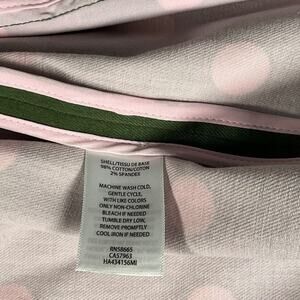 SHELL/TISSU DE BASE
98% COTTON/COTON
2% SPANDEX
MACHINE WASH COLD,
GENTLE CYCLE,
WITH LIKE COLORS
ONLY NON-CHLORINE
BLEACH IF NEEDED
TUMBLE DRY LOW,
REMOVE PROMPTLY
COOL IRON IF NEEDED
RN58665
CA57963
HA434156MI